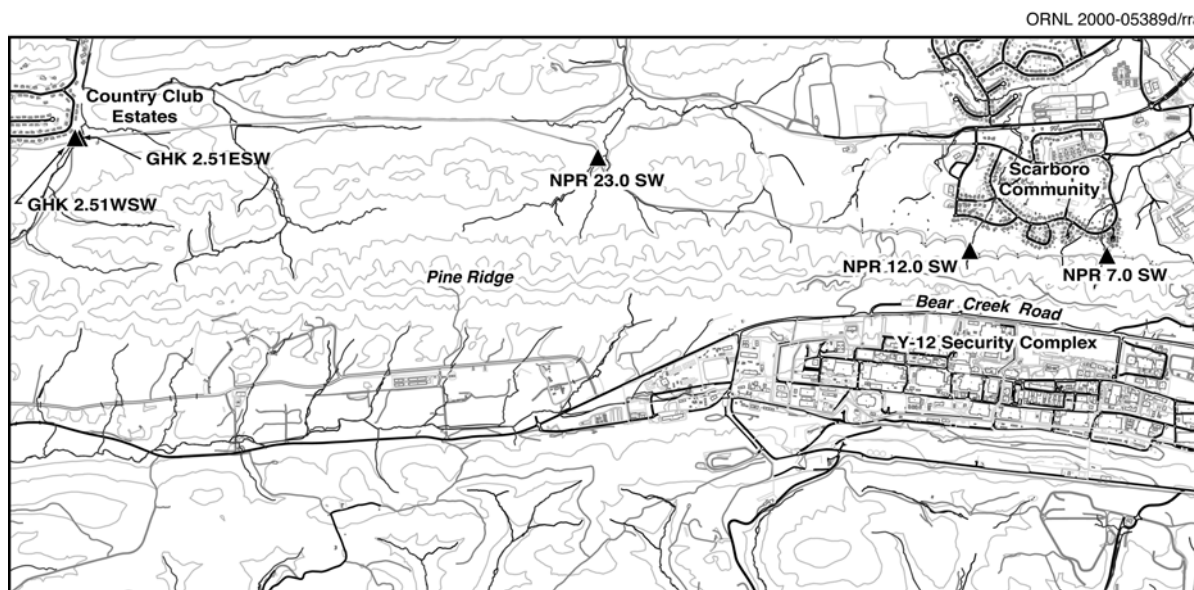 ORNL 2000-05389d/rra
Country Club
Estates
GHK 2.51ESW
GHK 2.51WSW
NPR 23.0 SW
Scarboro
Community
NPR 12.0 SW
NPR 7.0 SW
Pine Ridge
Bear Creek Road
Y-12 Security Complex